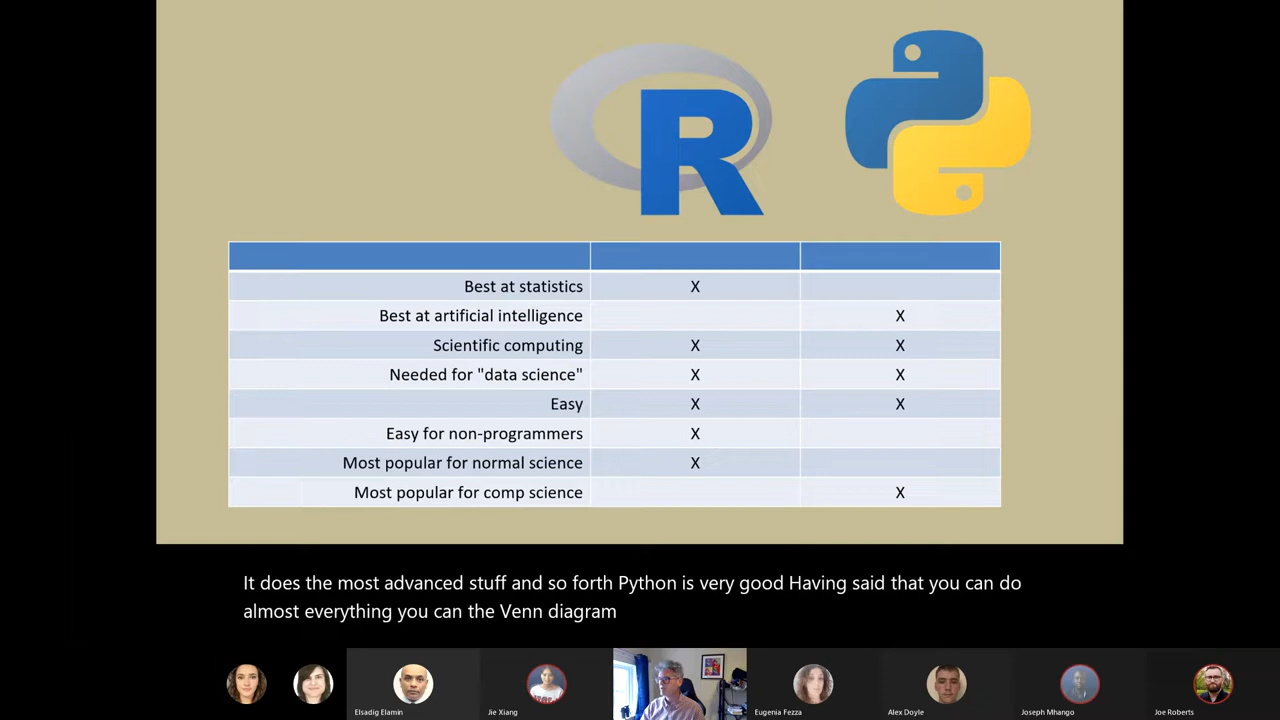 R
Best at statistics X
Best at artificial intelligence X
Scientific computing X X
Needed for "data science" X X
Easy X X
Easy for non-programmers X
Most popular for normal science X
Most popular for comp science X
It does the most advanced stuff and so forth Python is very good Having said that you can do
almost everything you can the Venn diagram
Elsadig Elamin
Jie Xiang
Eugenia Fezza
Alex Doyle
Joseph Mhango
Joe Roberts